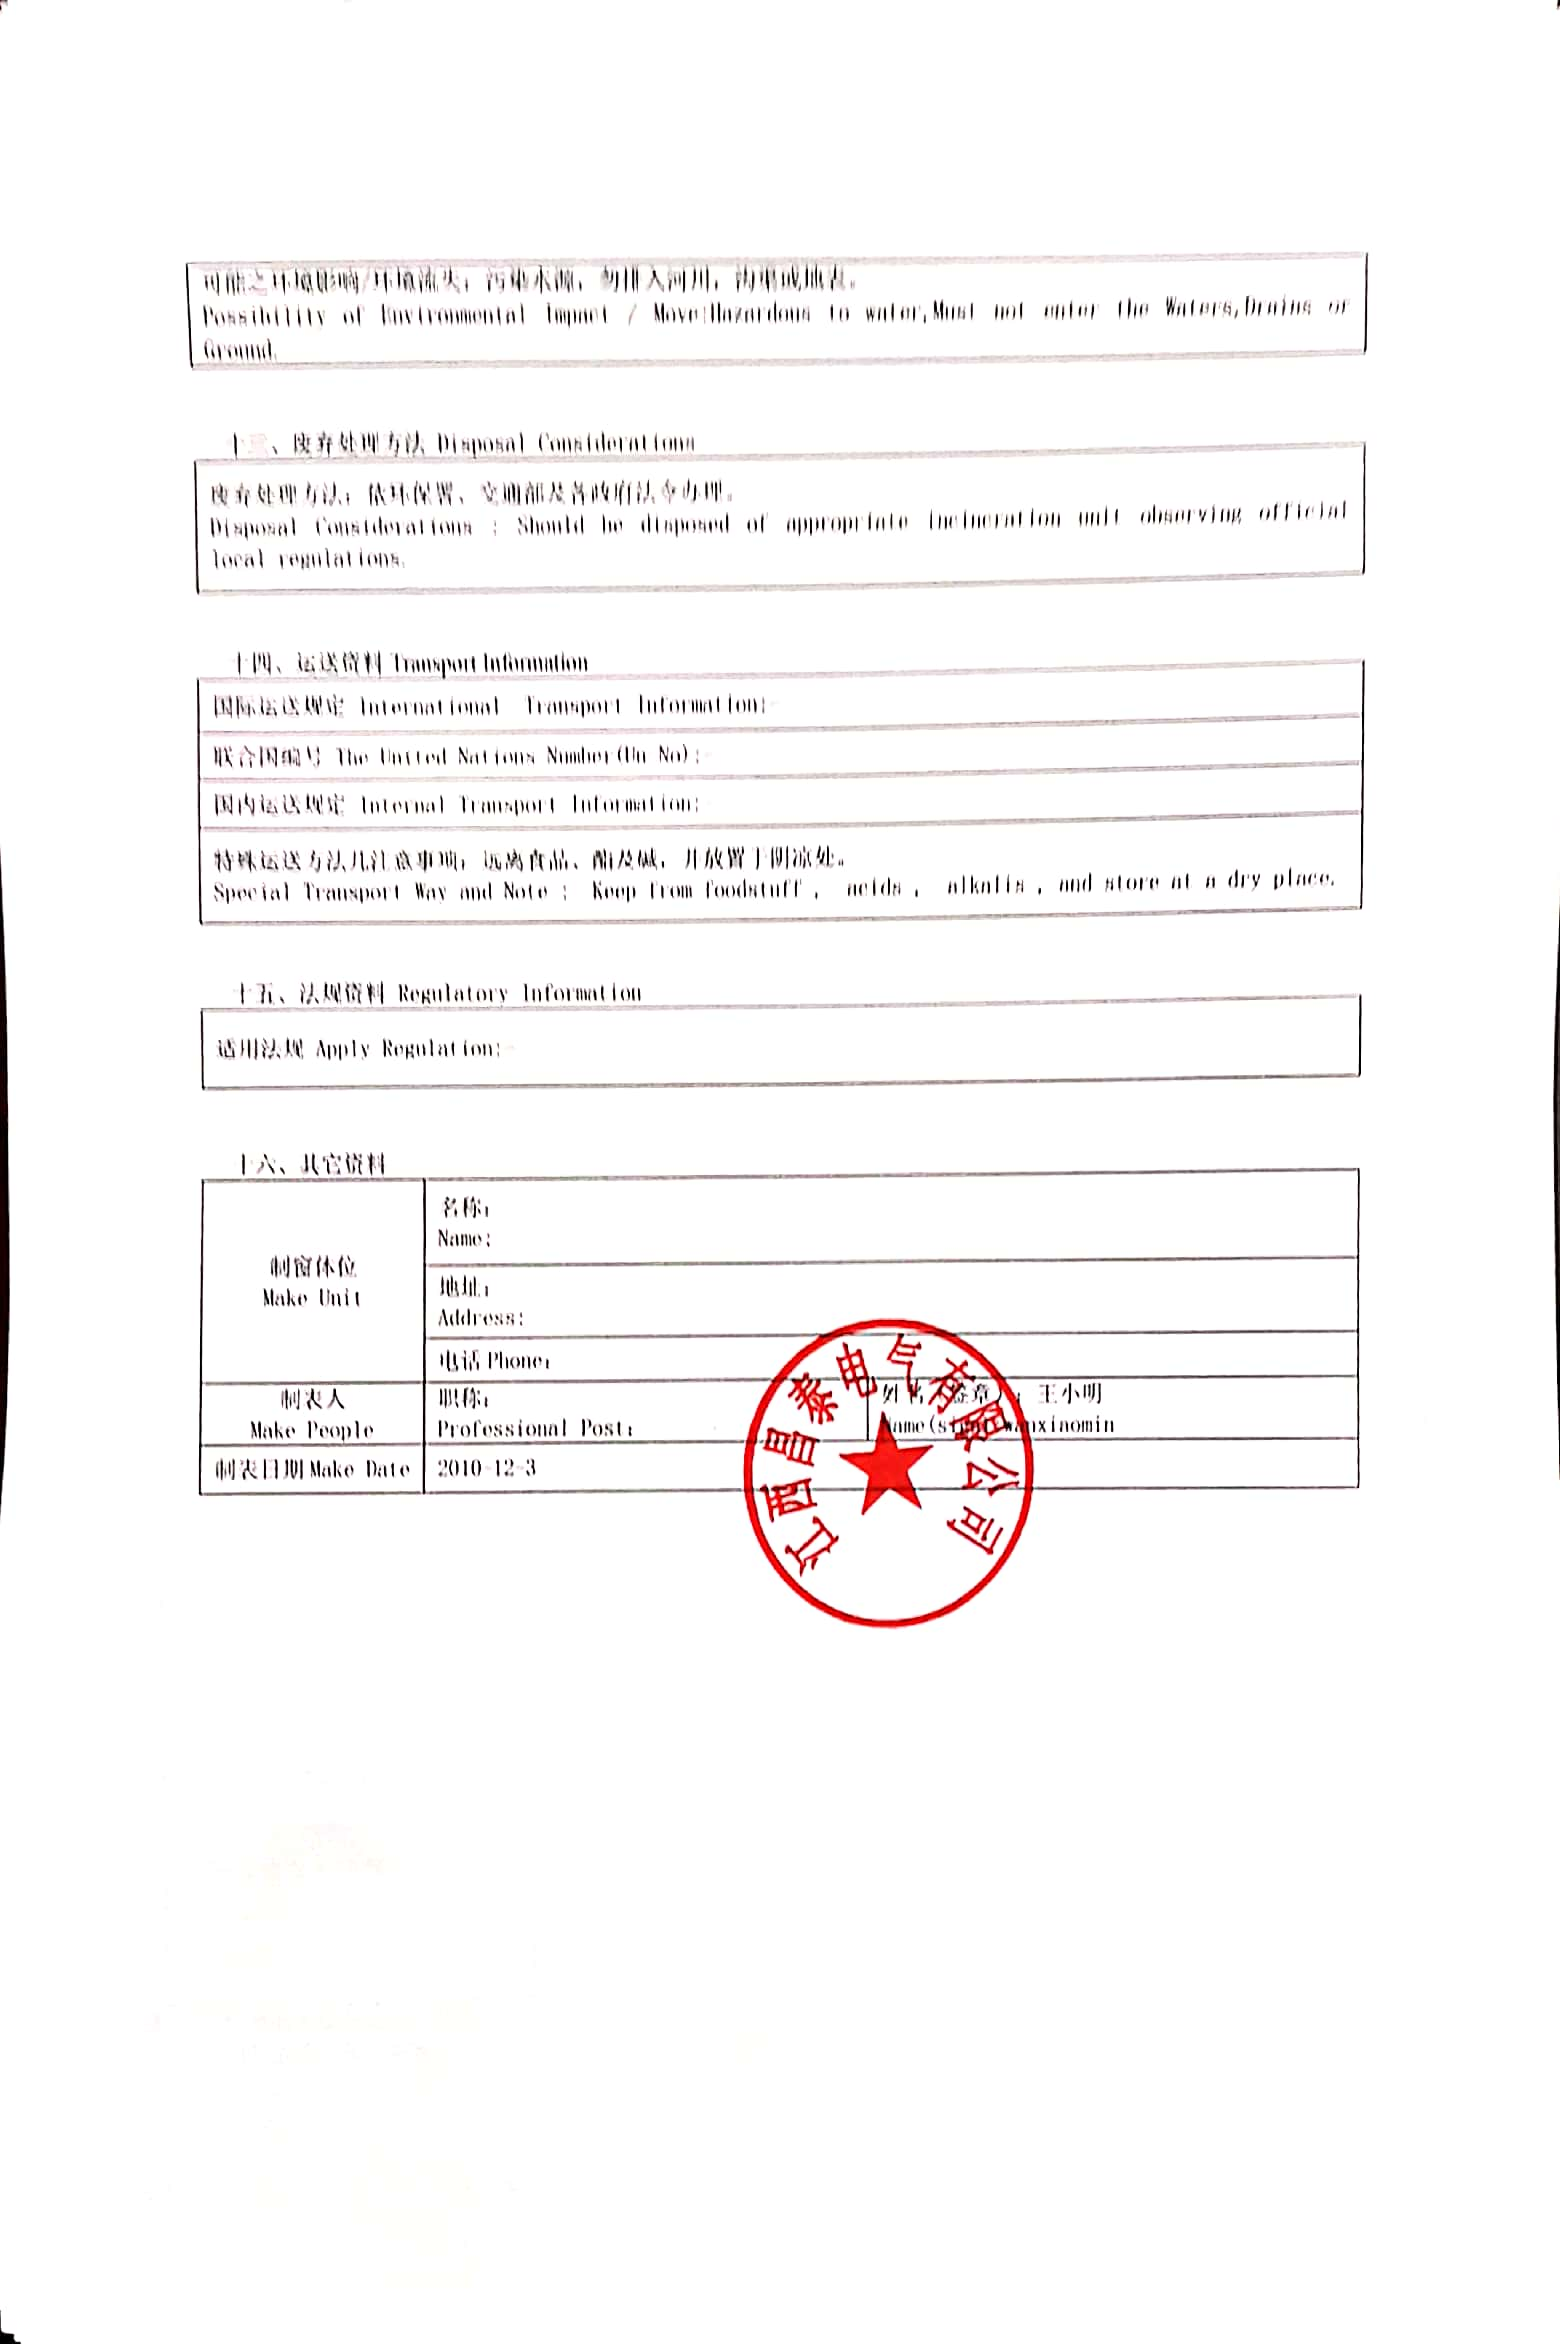 可能之环境影响/环境流失：污染水源，勿排入河川，沟渠或地表。
Possibility of Environmental Impact / Move:Hazardous to water,Must not enter the Waters,Drains or
Ground.
十三、废弃处理方法 Disposal Considerations
废弃处理方法：依环保署、交通部及各政府法令办理。
Disposal Considerations : Should be disposed of appropriate incineration unit observing official
local regulations.
十四、运送资料 Transport Information
国际运送规定 International Transport Information:-
联合国编号 The United Nations Number(Un No):-
国内运送规定 Internal Transport Information:-
特殊运送方法几注意事项：远离食品、酯及碱，并放置于阴凉处。
Special Transport Way and Note : Keep from foodstuff , acids , alkalis , and store at a dry place.
十五、法规资料 Regulatory Information
适用法规 Apply Regulation:-
十六、其它资料
制窗体位
Make Unit
名称：
Name:
地址：
Address:
电话 Phone：
制表人
Make People
职称：
Professional Post：
姓名（签章）：王小明
Name(sign) wanxiaomin
制表日期 Make Date
2010-12-3
江西昌泰电气有限公司